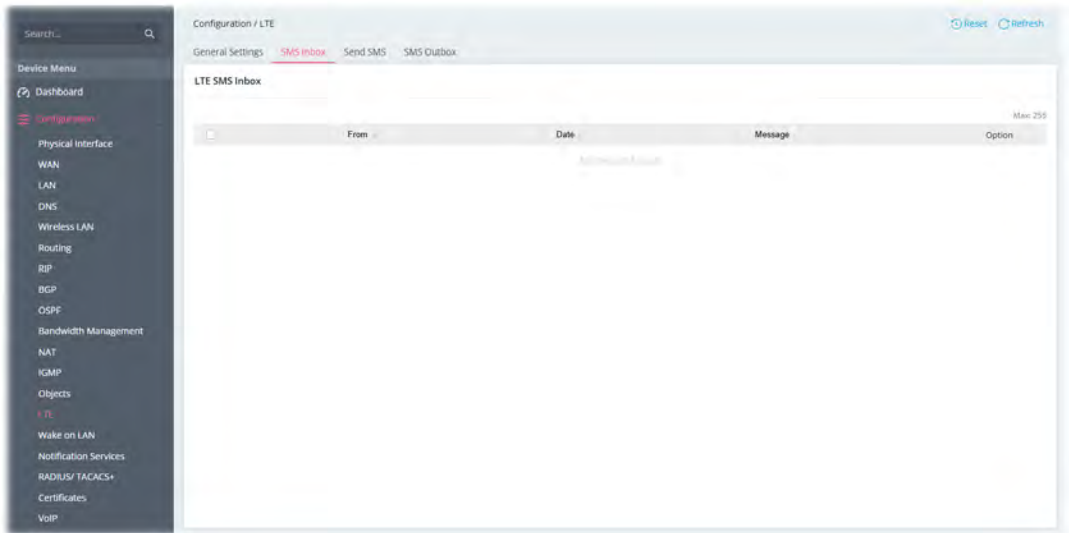 Search...
Device Menu
Dashboard
Configuration
Physical Interface
WAN
LAN
DNS
Wireless LAN
Routing
RIP
BGP
OSPF
Bandwidth Management
NAT
IGMP
Objects
LTE
Wake on LAN
Notification Services
RADIUS/ TACACS+
Certificates
VoIP
Configuration / LTE
Reset Refresh
General Settings SMS Inbox Send SMS SMS Outbox
LTE SMS Inbox
Max: 255
From Date Message Option